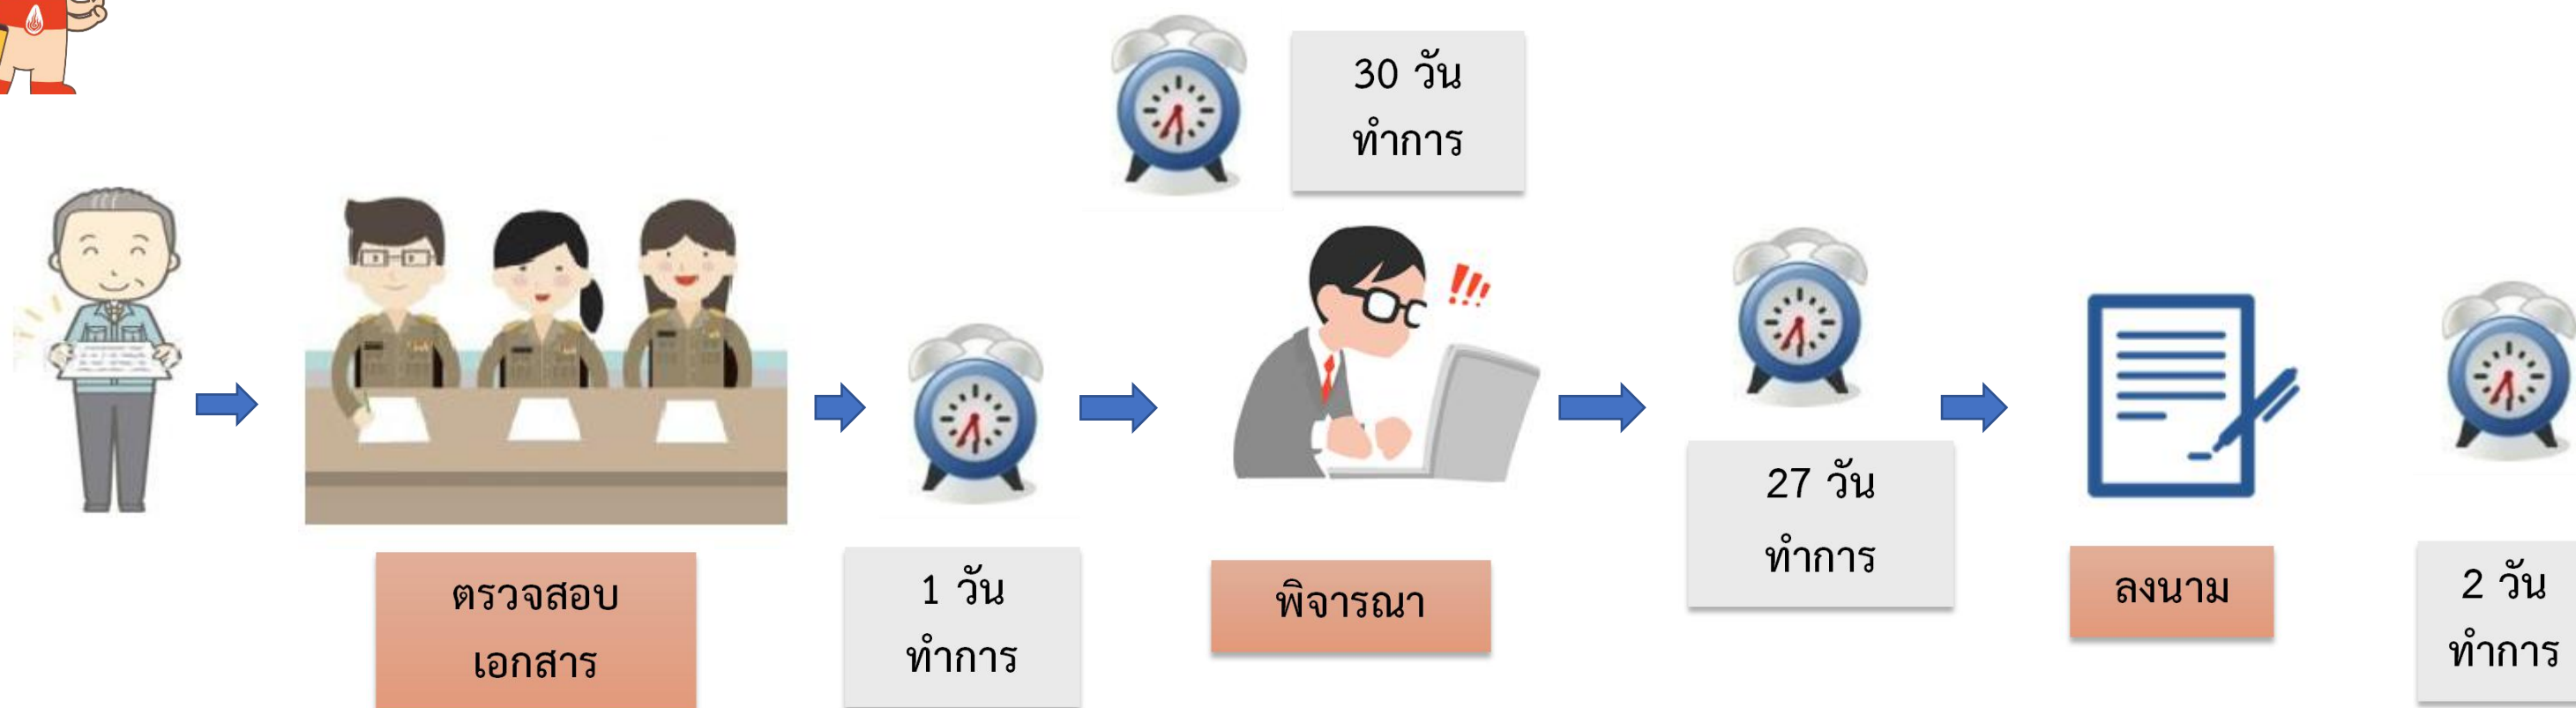 30 วัน
ทำการ
ตรวจสอบ
เอกสาร
1 วัน
ทำการ
พิจารณา
27 วัน
ทำการ
ลงนาม
2 วัน
ทำการ